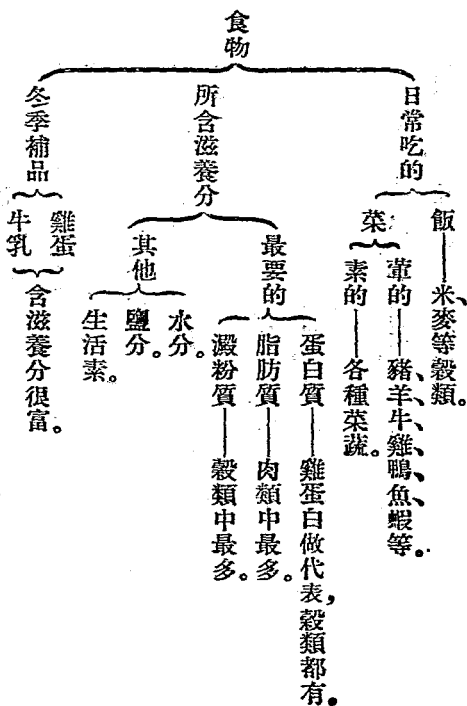 食物
日常吃的
飯——米、麥等穀類。
菜
葷的——豬、羊、牛、雞、鴨、魚、蝦等。
素的——各種菜蔬。
所含滋養分
最要的
蛋白質——雞蛋白做代表，穀類都有。
脂肪質——肉類中最多。
澱粉質——穀類中最多。
其他
水分。
鹽分。
生活素。
冬季補品
雞蛋
牛乳
含滋養分很富。